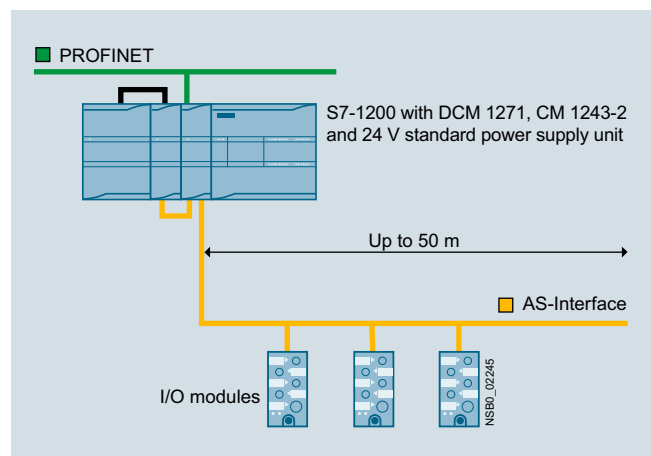 PROFINET
S7-1200 with DCM 1271, CM 1243-2
and 24 V standard power supply unit
Up to 50 m
AS-Interface
I/O modules
NSB0_02245